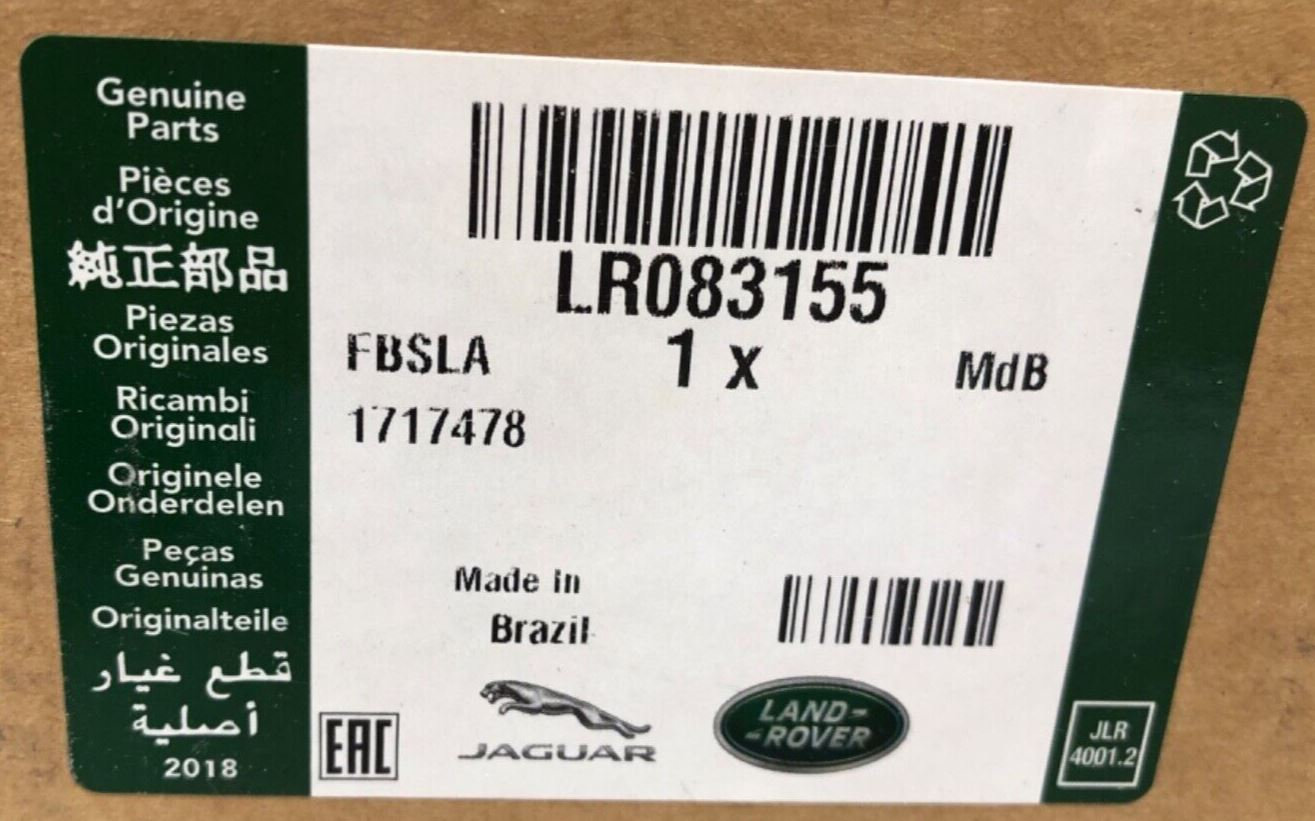 Genuine
Parts
Pièces
d'Origine
純正部品
Piezas
Originales
Ricambi
Originali
Originele
Onderdelen
Peças
Genuinas
Originalteile
قطع غيار
أصلية
2018
LR083155
FBSLA
1 x
MdB
1717478
Made in
Brazil
EAC
JAGUAR
LAND-
-ROVER
JLR
4001.2